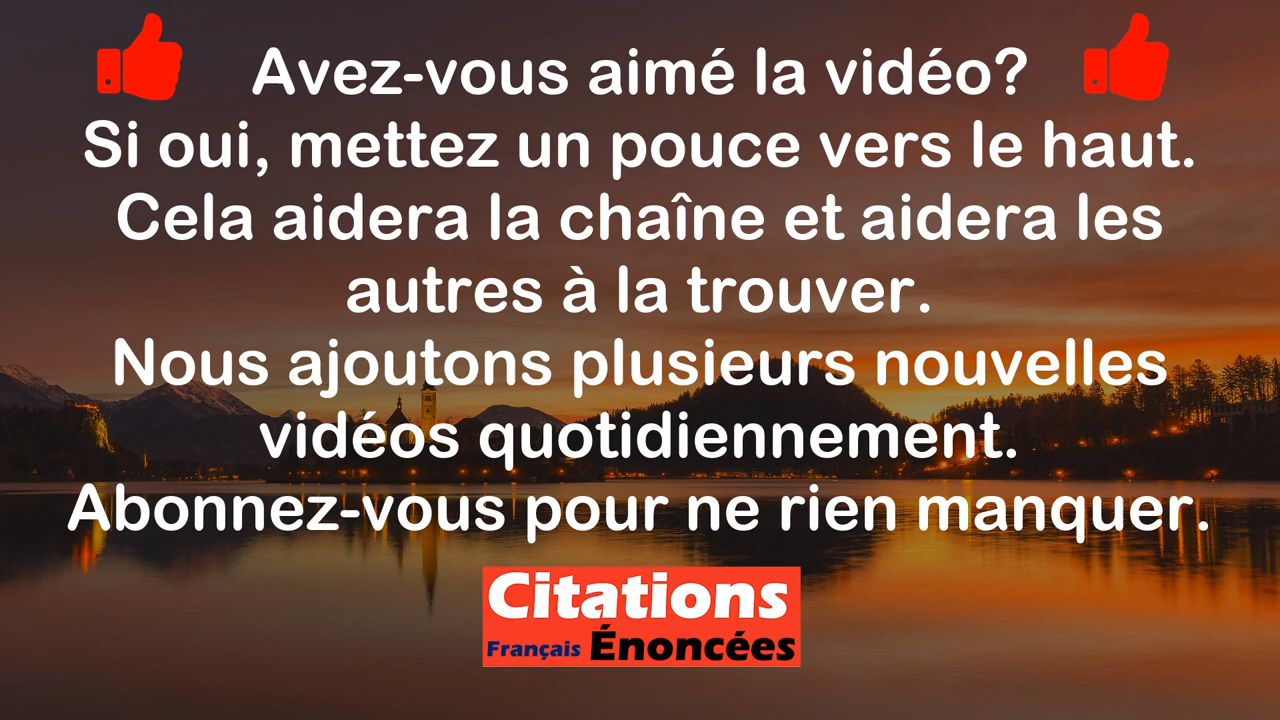 Avez-vous aimé la vidéo?
Si oui, mettez un pouce vers le haut.
Cela aidera la chaîne et aidera les
autres à la trouver.
Nous ajoutons plusieurs nouvelles
vidéos quotidiennement.
Abonnez-vous pour ne rien manquer.
Citations
Français Énoncées